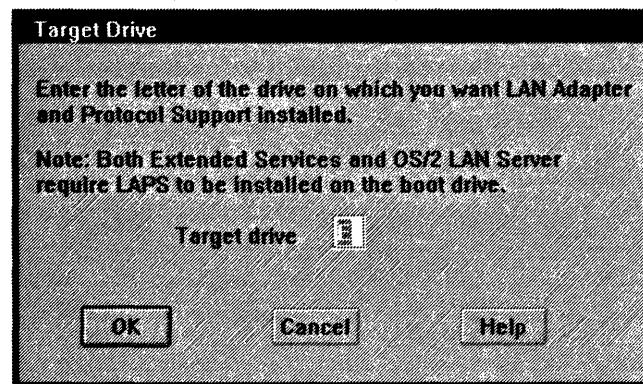 Target Drive
Enter the letter of the drive on which you want LAN Adapter
and Protocol Support installed.
Note: Both Extended Services and OS/2 LAN Server
require LAPS to be installed on the boot drive.
Target drive
OK
Cancel
Help